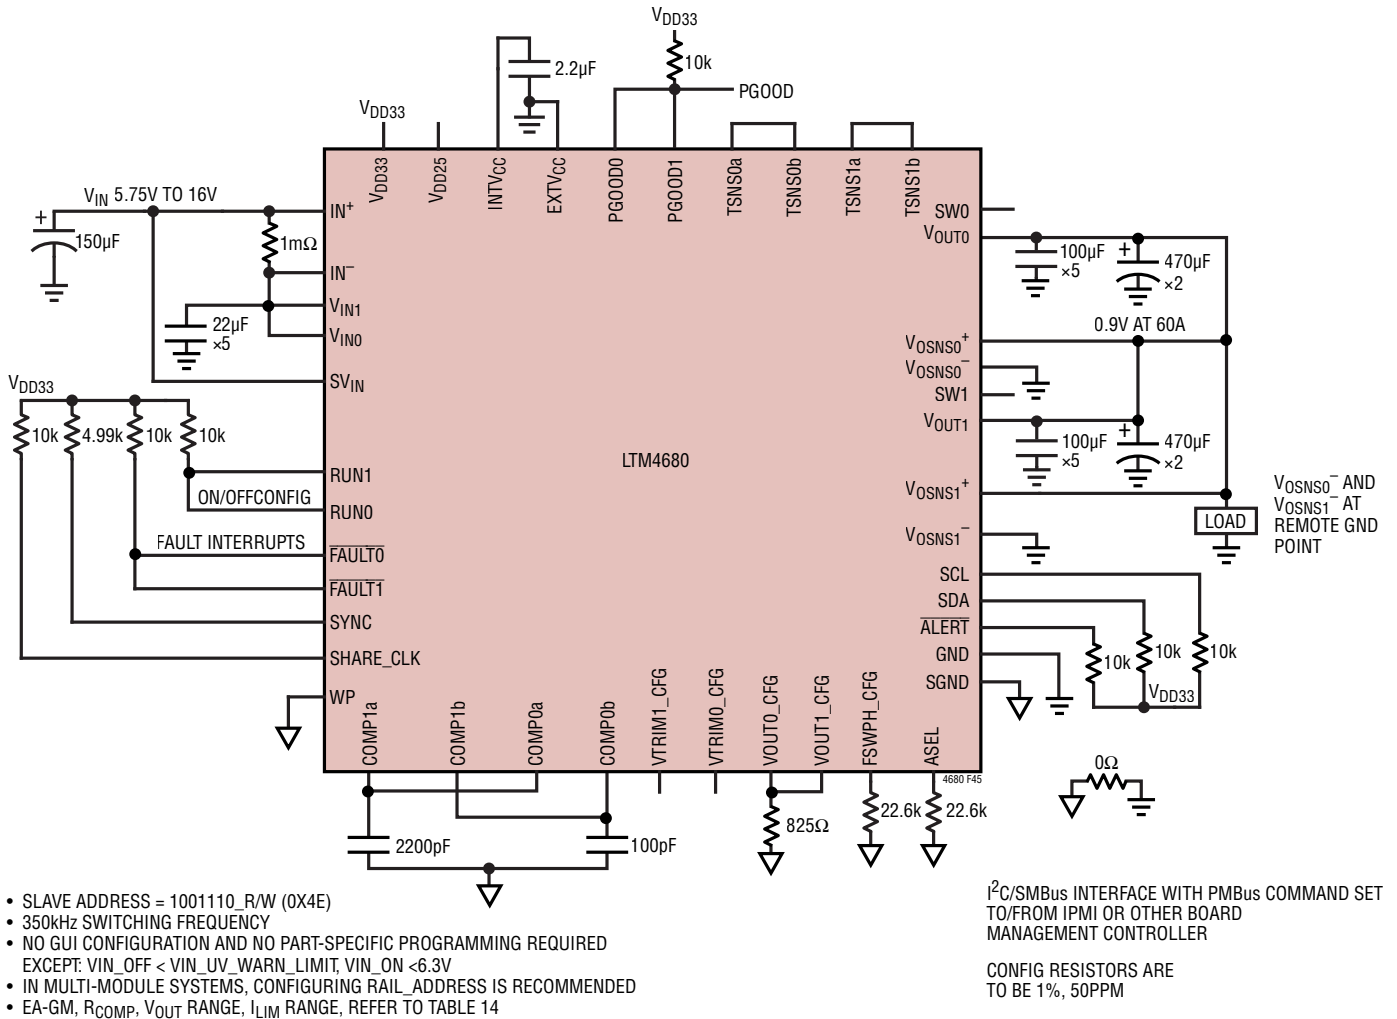 VDD33
10k
2.2µF
PGOOD
VDD33
VDD33
VDD25
INTVCC
EXTVCC
PGOOD0
PGOOD1
TSNS0a
TSNS0b
TSNS1a
TSNS1b
VIN 5.75V TO 16V
+
150µF
IN+
1mΩ
IN–
VIN1
22µF
×5
VIN0
SVIN
VDD33
10k
4.99k
10k
10k
RUN1
ON/OFFCONFIG
RUN0
FAULT INTERRUPTS
FAULT0
FAULT1
SYNC
SHARE_CLK
WP
LTM4680
SW0
VOUT0
100µF
×5
+
470µF
×2
0.9V AT 60A
VOSNS0+
VOSNS0–
SW1
VOUT1
100µF
×5
+
470µF
×2
VOSNS1+
LOAD
VOSNS0– AND
VOSNS1– AT
REMOTE GND
POINT
VOSNS1–
SCL
SDA
ALERT
GND
SGND
10k
10k
10k
VDD33
COMP1a
COMP1b
COMP0a
COMP0b
VTRIM1_CFG
VTRIM0_CFG
VOUT0_CFG
VOUT1_CFG
FSWPH_CFG
ASEL
4680 F45
0Ω
2200pF
100pF
825Ω
22.6k
22.6k
• SLAVE ADDRESS = 1001110_R/W (0X4E)
• 350kHz SWITCHING FREQUENCY
• NO GUI CONFIGURATION AND NO PART-SPECIFIC PROGRAMMING REQUIRED
EXCEPT: VIN_OFF < VIN_UV_WARN_LIMIT, VIN_ON <6.3V
• IN MULTI-MODULE SYSTEMS, CONFIGURING RAIL_ADDRESS IS RECOMMENDED
• EA-GM, RCOMP, VOUT RANGE, ILIM RANGE, REFER TO TABLE 14
I2C/SMBus INTERFACE WITH PMBus COMMAND SET
TO/FROM IPMI OR OTHER BOARD
MANAGEMENT CONTROLLER
CONFIG RESISTORS ARE
TO BE 1%, 50PPM